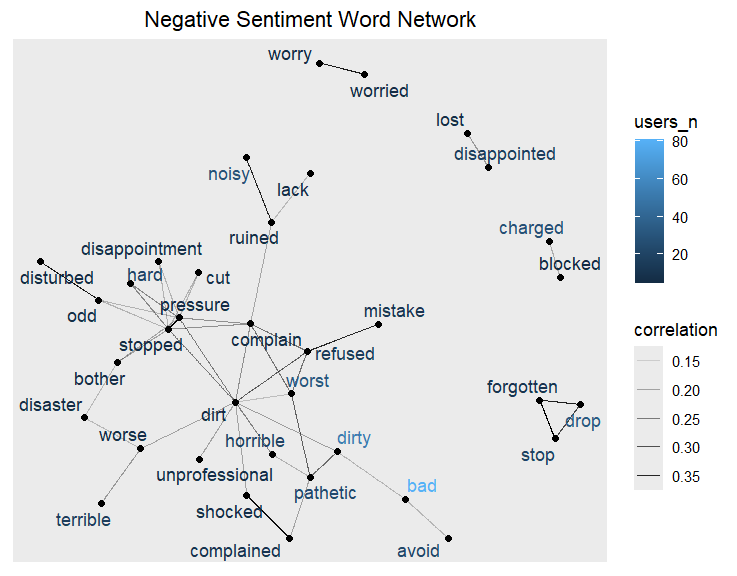 Negative Sentiment Word Network
worry
worried
lost
disappointed
noisy
lack
ruined
charged
blocked
disappointment
disturbed
hard
cut
odd
pressure
stopped
mistake
complain
refused
bother
worst
forgotten
disaster
dirt
drop
worse
horrible
dirty
stop
unprofessional
bad
pathetic
shocked
terrible
complained
avoid
users_n
80
60
40
20
correlation
0.15
0.20
0.25
0.30
0.35